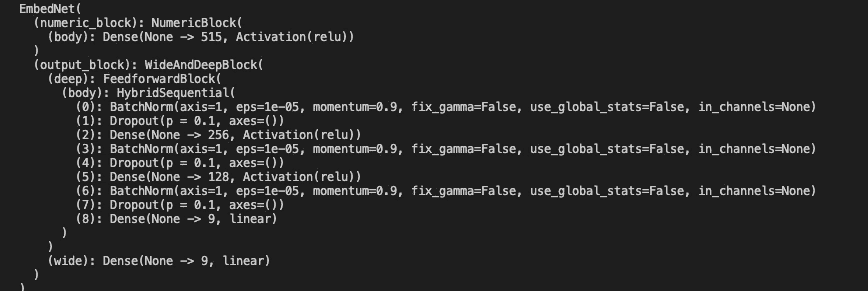 EmbedNet(
  (numeric_block): NumericBlock(
    (body): Dense(None -> 515, Activation(relu))
  )
  (output_block): WideAndDeepBlock(
    (deep): FeedforwardBlock(
      (body): HybridSequential(
        (0): BatchNorm(axis=1, eps=1e-05, momentum=0.9, fix_gamma=False, use_global_stats=False, in_channels=None)
        (1): Dropout(p = 0.1, axes=())
        (2): Dense(None -> 256, Activation(relu))
        (3): BatchNorm(axis=1, eps=1e-05, momentum=0.9, fix_gamma=False, use_global_stats=False, in_channels=None)
        (4): Dropout(p = 0.1, axes=())
        (5): Dense(None -> 128, Activation(relu))
        (6): BatchNorm(axis=1, eps=1e-05, momentum=0.9, fix_gamma=False, use_global_stats=False, in_channels=None)
        (7): Dropout(p = 0.1, axes=())
        (8): Dense(None -> 9, linear)
      )
    )
    (wide): Dense(None -> 9, linear)
  )
)